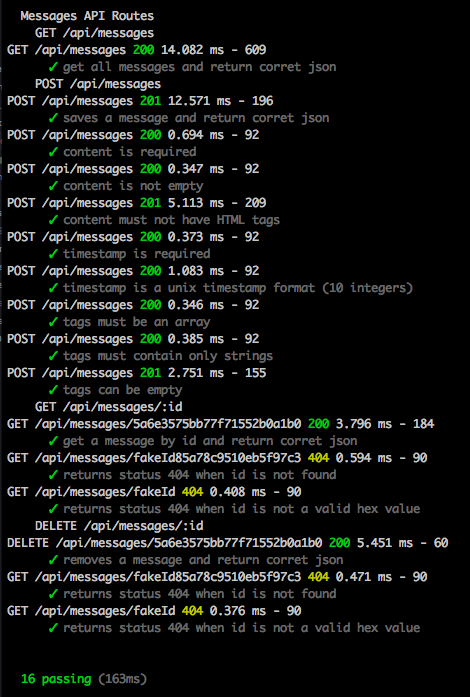 Messages API Routes
GET /api/messages
GET /api/messages 200 14.082 ms - 609
✓ get all messages and return corret json
POST /api/messages
POST /api/messages 201 12.571 ms - 196
✓ saves a message and return corret json
POST /api/messages 200 0.694 ms - 92
✓ content is required
POST /api/messages 200 0.347 ms - 92
✓ content is not empty
POST /api/messages 201 5.113 ms - 209
✓ content must not have HTML tags
POST /api/messages 200 0.373 ms - 92
✓ timestamp is required
POST /api/messages 200 1.083 ms - 92
✓ timestamp is a unix timestamp format (10 integers)
POST /api/messages 200 0.346 ms - 92
✓ tags must be an array
POST /api/messages 200 0.385 ms - 92
✓ tags must contain only strings
POST /api/messages 201 2.751 ms - 155
✓ tags can be empty
GET /api/messages/:id
GET /api/messages/5a6e3575bb77f71552b0a1b0 200 3.796 ms - 184
✓ get a message by id and return corret json
GET /api/messages/fakeId85a78c9510eb5f97c3 404 0.594 ms - 90
✓ returns status 404 when id is not found
GET /api/messages/fakeId 404 0.408 ms - 90
✓ returns status 404 when id is not a valid hex value
DELETE /api/messages/:id
DELETE /api/messages/5a6e3575bb77f71552b0a1b0 200 5.451 ms - 60
✓ removes a message and return corret json
GET /api/messages/fakeId85a78c9510eb5f97c3 404 0.471 ms - 90
✓ returns status 404 when id is not found
GET /api/messages/fakeId 404 0.376 ms - 90
✓ returns status 404 when id is not a valid hex value
16 passing (163ms)